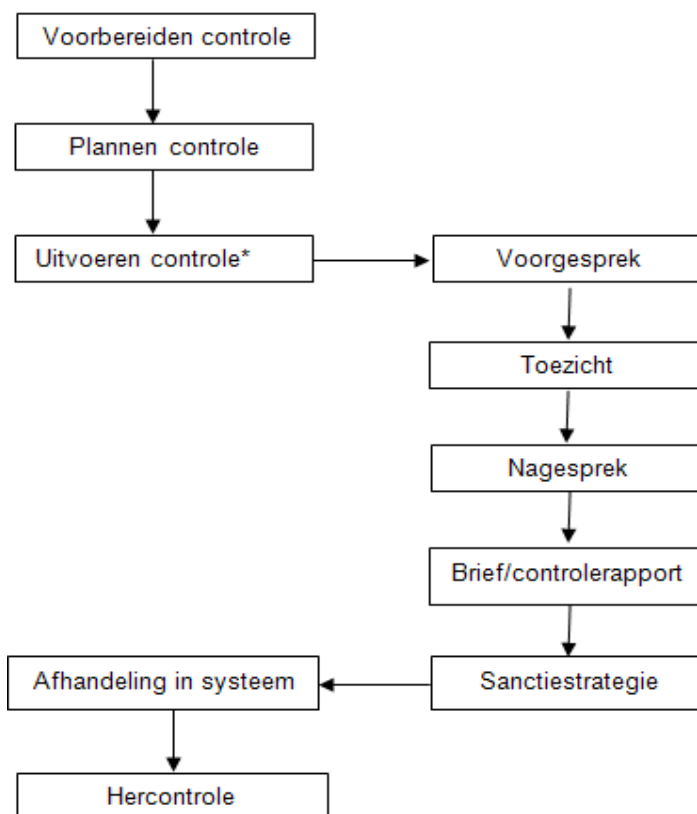 Voorbereiden controle
Plannen controle
Uitvoeren controle*
Voorgesprek
Toezicht
Nagesprek
Brief/controlerapport
Sanctiestrategie
Afhandeling in systeem
Hercontrole